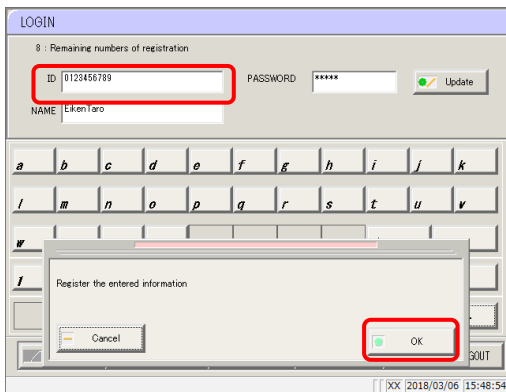 LOGIN
8 : Remaining numbers of registration
ID 0123456789 PASSWORD ***** Update
NAME EikenTaro
a b c d e f g h i j k
l m n o p q r s t u v
w
1
Register the entered information
Cancel OK
XX 2018/03/06 15:48:54